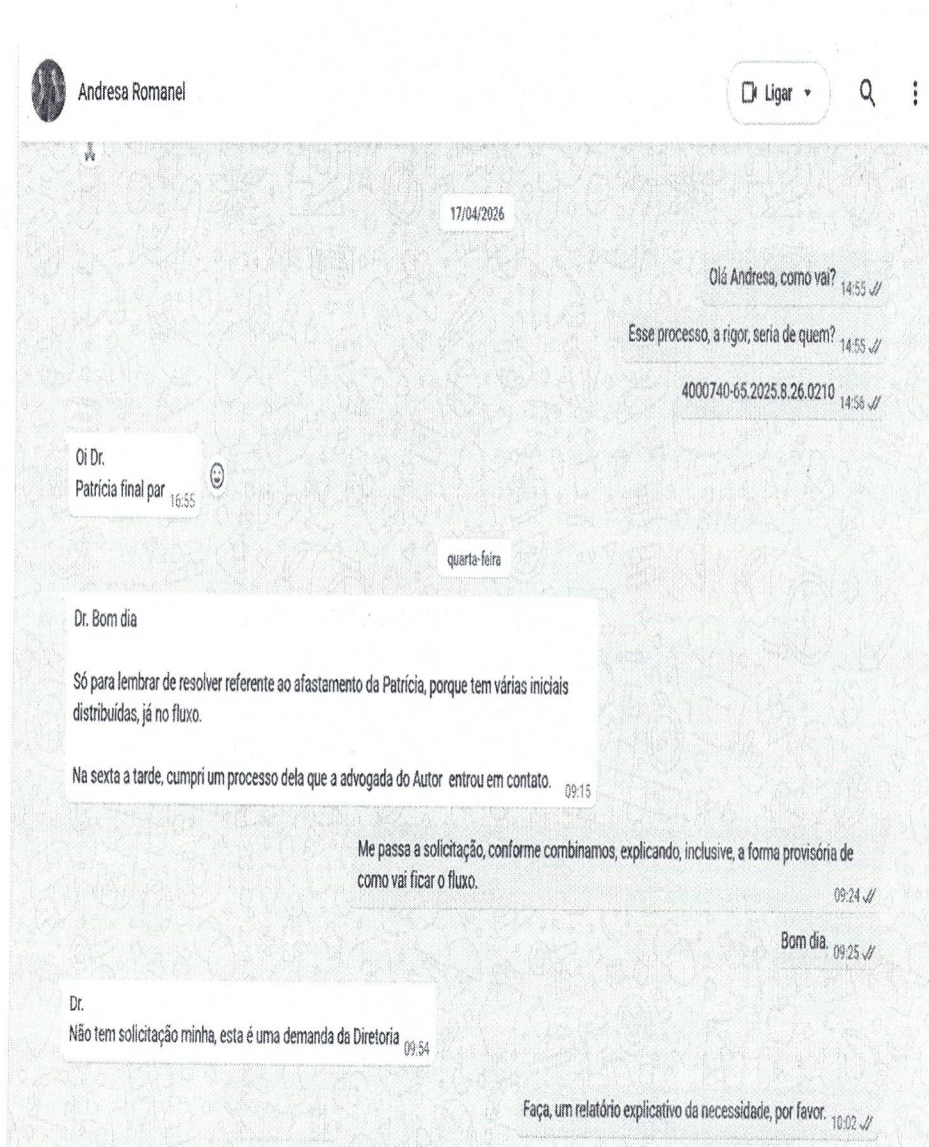 Andresa Romanel
Ligar
17/04/2026
Olá Andresa, como vai? 14:55
Esse processo, a rigor, seria de quem? 14:55
4000740-65.2025.8.26.0210 14:56
Oi Dr.
Patrícia final par 16:55
quarta-feira
Dr. Bom dia
Só para lembrar de resolver referente ao afastamento da Patrícia, porque tem várias iniciais
distribuídas, já no fluxo.
Na sexta a tarde, cumpri um processo dela que a advogada do Autor entrou em contato. 09:15
Me passa a solicitação, conforme combinamos, explicando, inclusive, a forma provisória de
como vai ficar o fluxo.
09:24
Bom dia. 09:25
Dr.
Não tem solicitação minha, esta é uma demanda da Diretoria 09:54
Faça, um relatório explicativo da necessidade, por favor. 10:02